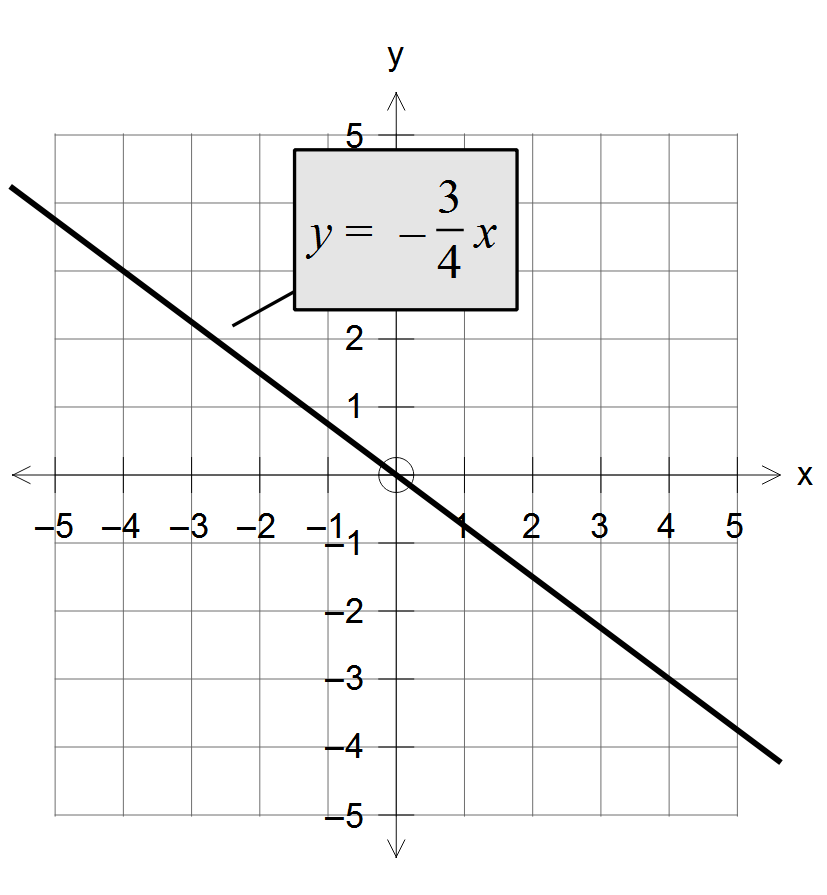 y
5
y = −3/4 x
2
1
x
–5 –4 –3 –2 –1 1 2 3 4 5
–1
–2
–3
–4
–5